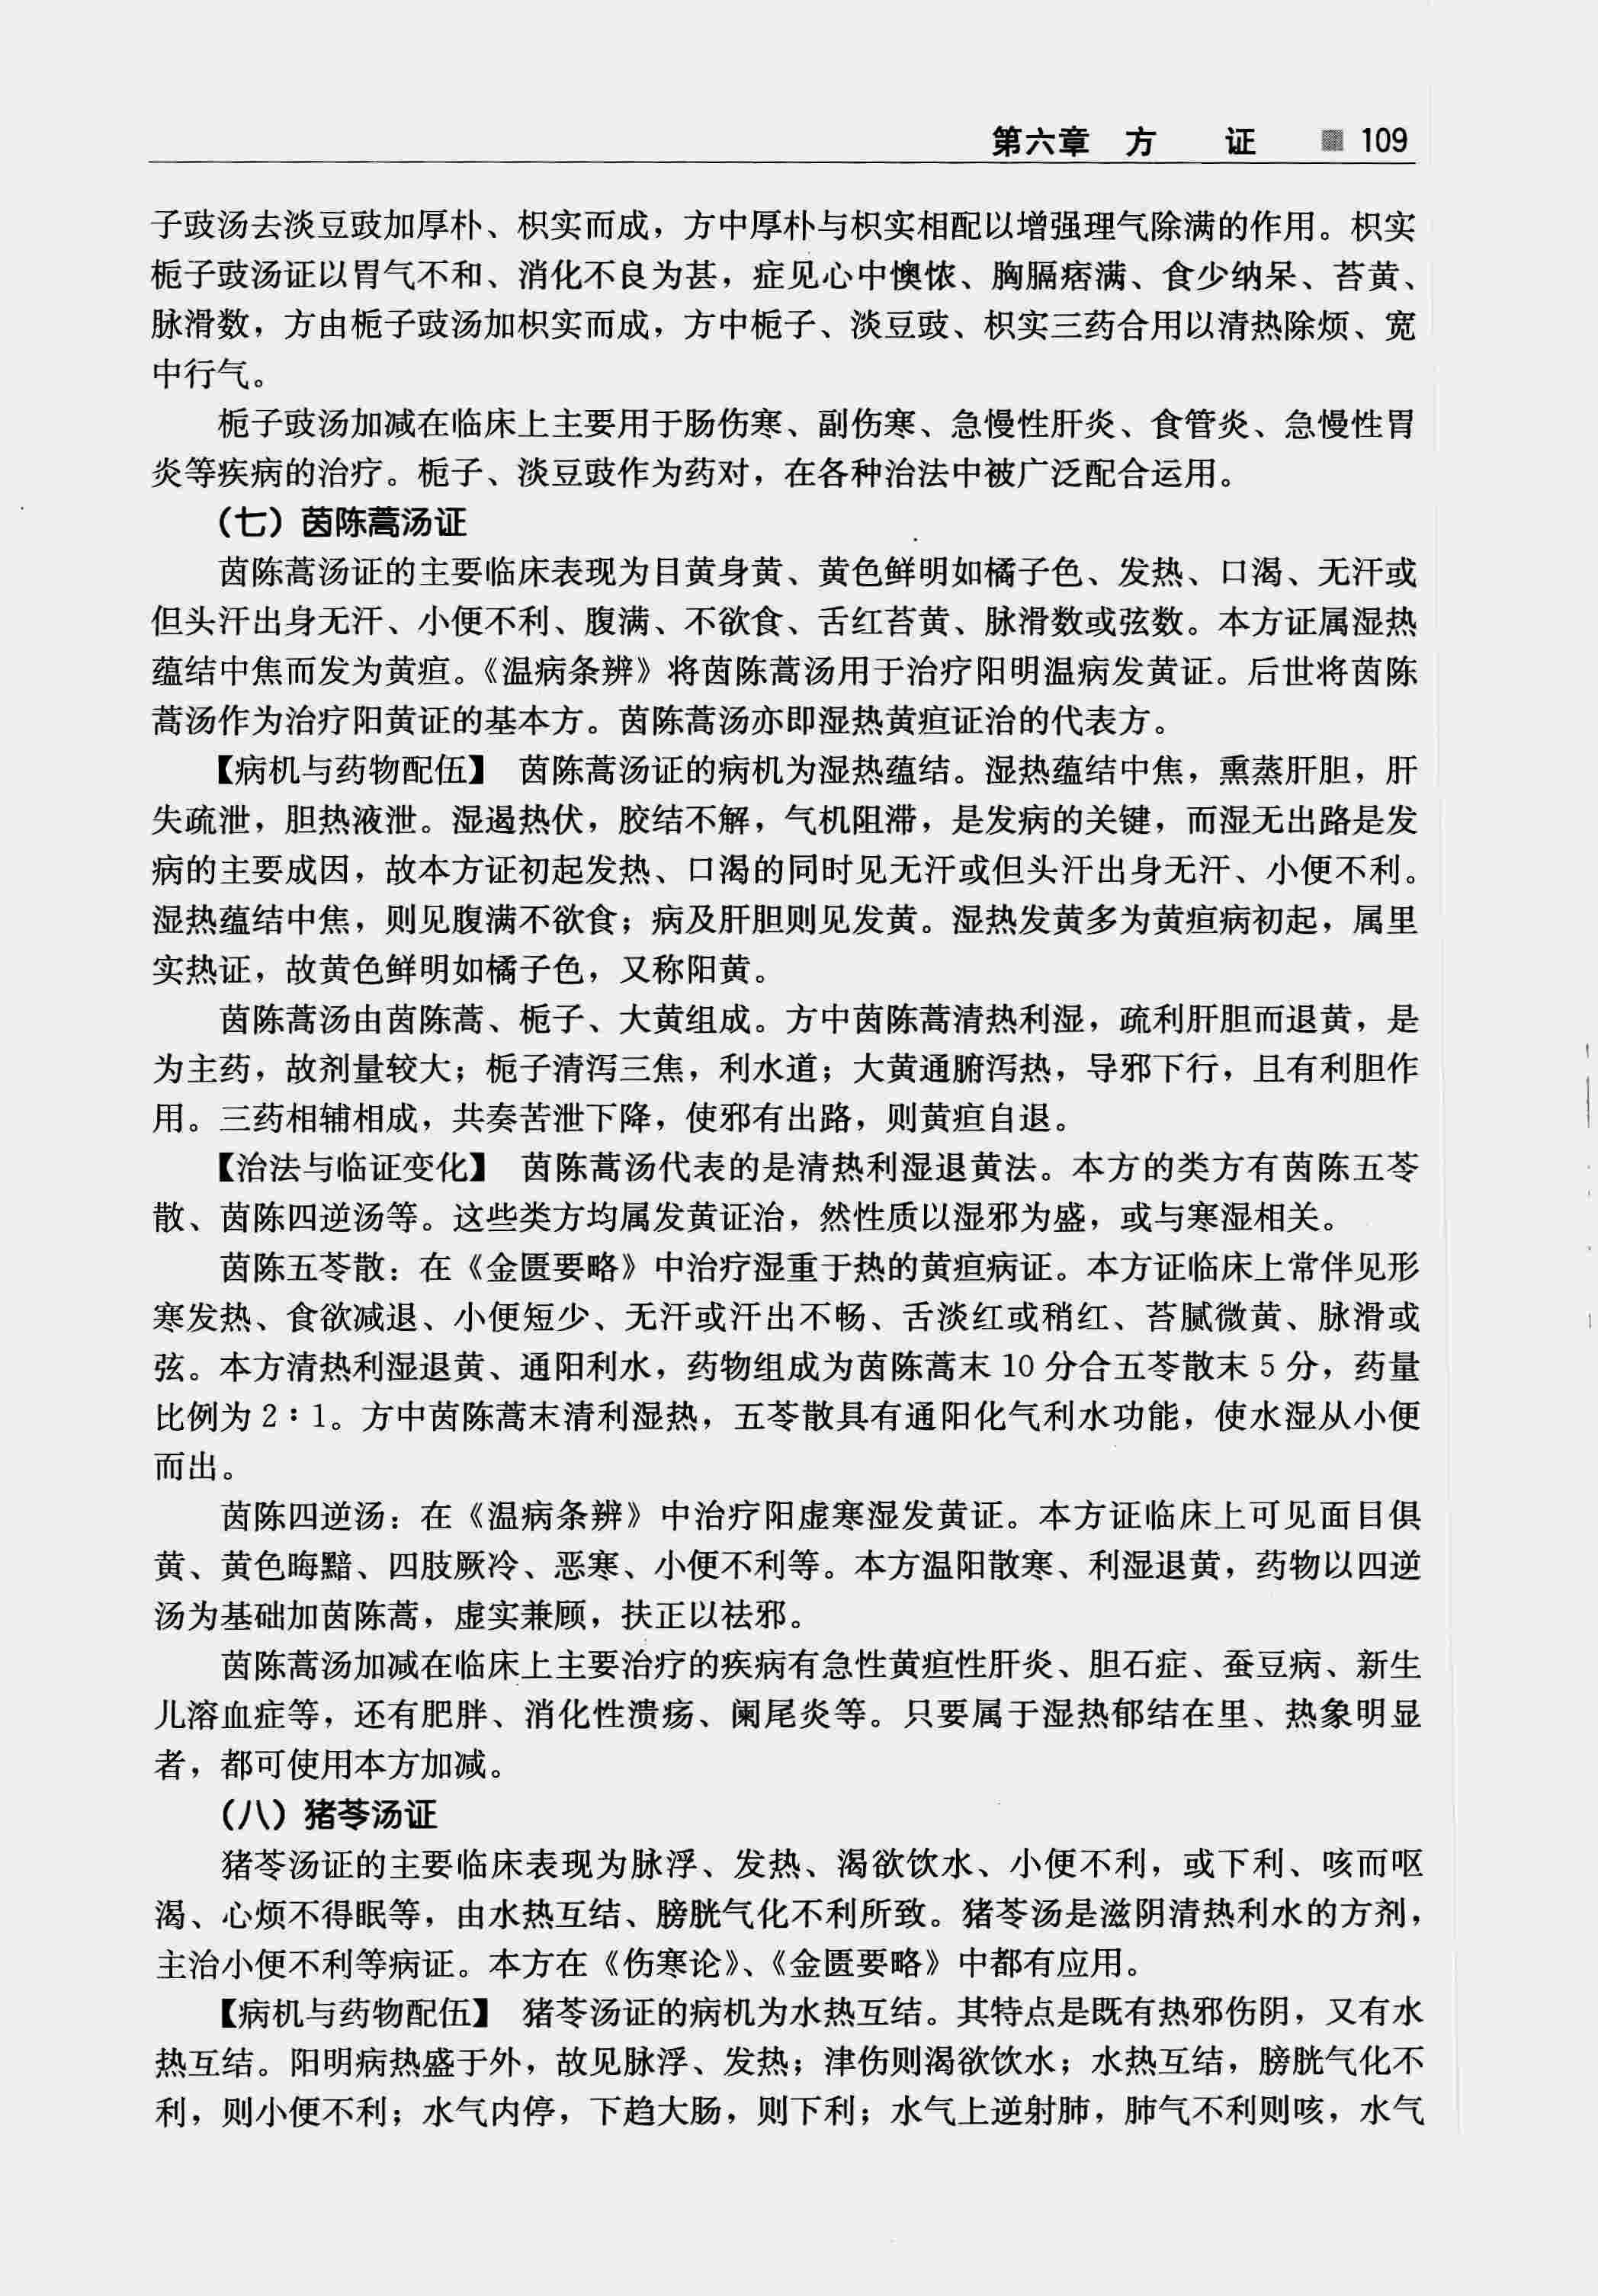 第六章 方 证 109
子豉汤去淡豆豉加厚朴、枳实而成，方中厚朴与枳实相配以增强理气除满的作用。枳实
栀子豉汤证以胃气不和、消化不良为甚，症见心中懊侬、胸膈痞满、食少纳呆、苔黄、
脉滑数，方由栀子豉汤加枳实而成，方中栀子、淡豆豉、枳实三药合用以清热除烦、宽
中行气。
栀子豉汤加减在临床上主要用于肠伤寒、副伤寒、急慢性肝炎、食管炎、急慢性胃
炎等疾病的治疗。栀子、淡豆豉作为药对，在各种治法中被广泛配合运用。
（七）茵陈蒿汤证
茵陈蒿汤证的主要临床表现为目黄身黄、黄色鲜明如橘子色、发热、口渴、无汗或
但头汗出身无汗、小便不利、腹满、不欲食、舌红苔黄、脉滑数或弦数。本方证属湿热
蕴结中焦而发为黄疸。《温病条辨》将茵陈蒿汤用于治疗阳明温病发黄证。后世将茵陈
蒿汤作为治疗阳黄证的基本方。茵陈蒿汤亦即湿热黄疸证治的代表方。
【病机与药物配伍】 茵陈蒿汤证的病机为湿热蕴结。湿热蕴结中焦，熏蒸肝胆，肝
失疏泄，胆热液泄。湿遏热伏，胶结不解，气机阻滞，是发病的关键，而湿无出路是发
病的主要成因，故本方证初起发热、口渴的同时见无汗或但头汗出身无汗、小便不利。
湿热蕴结中焦，则见腹满不欲食；病及肝胆则见发黄。湿热发黄多为黄疸病初起，属里
实热证，故黄色鲜明如橘子色，又称阳黄。
茵陈蒿汤由茵陈蒿、栀子、大黄组成。方中茵陈蒿清热利湿，疏利肝胆而退黄，是
为主药，故剂量较大；栀子清泻三焦，利水道；大黄通腑泻热，导邪下行，且有利胆作
用。三药相辅相成，共奏苦泄下降，使邪有出路，则黄疸自退。
【治法与临证变化】 茵陈蒿汤代表的是清热利湿退黄法。本方的类方有茵陈五苓
散、茵陈四逆汤等。这些类方均属发黄证治，然性质以湿邪为盛，或与寒湿相关。
茵陈五苓散：在《金匮要略》中治疗湿重于热的黄疸病证。本方证临床上常伴见形
寒发热、食欲减退、小便短少、无汗或汗出不畅、舌淡红或稍红、苔腻微黄、脉滑或
弦。本方清热利湿退黄、通阳利水，药物组成为茵陈蒿末 10 分合五苓散末 5 分，药量
比例为 2∶1。方中茵陈蒿末清利湿热，五苓散具有通阳化气利水功能，使水湿从小便
而出。
茵陈四逆汤：在《温病条辨》中治疗阳虚寒湿发黄证。本方证临床上可见面目俱
黄、黄色晦黯、四肢厥冷、恶寒、小便不利等。本方温阳散寒、利湿退黄，药物以四逆
汤为基础加茵陈蒿，虚实兼顾，扶正以祛邪。
茵陈蒿汤加减在临床上主要治疗的疾病有急性黄疸性肝炎、胆石症、蚕豆病、新生
儿溶血症等，还有肥胖、消化性溃疡、阑尾炎等。只要属于湿热郁结在里、热象明显
者，都可使用本方加减。
（八）猪苓汤证
猪苓汤证的主要临床表现为脉浮、发热、渴欲饮水、小便不利，或下利、咳而呕
渴、心烦不得眠等，由水热互结、膀胱气化不利所致。猪苓汤是滋阴清热利水的方剂，
主治小便不利等病证。本方在《伤寒论》、《金匮要略》中都有应用。
【病机与药物配伍】 猪苓汤证的病机为水热互结。其特点是既有热邪伤阴，又有水
热互结。阳明病热盛于外，故见脉浮、发热；津伤则渴欲饮水；水热互结，膀胱气化不
利，则小便不利；水气内停，下趋大肠，则下利；水气上逆射肺，肺气不利则咳，水气